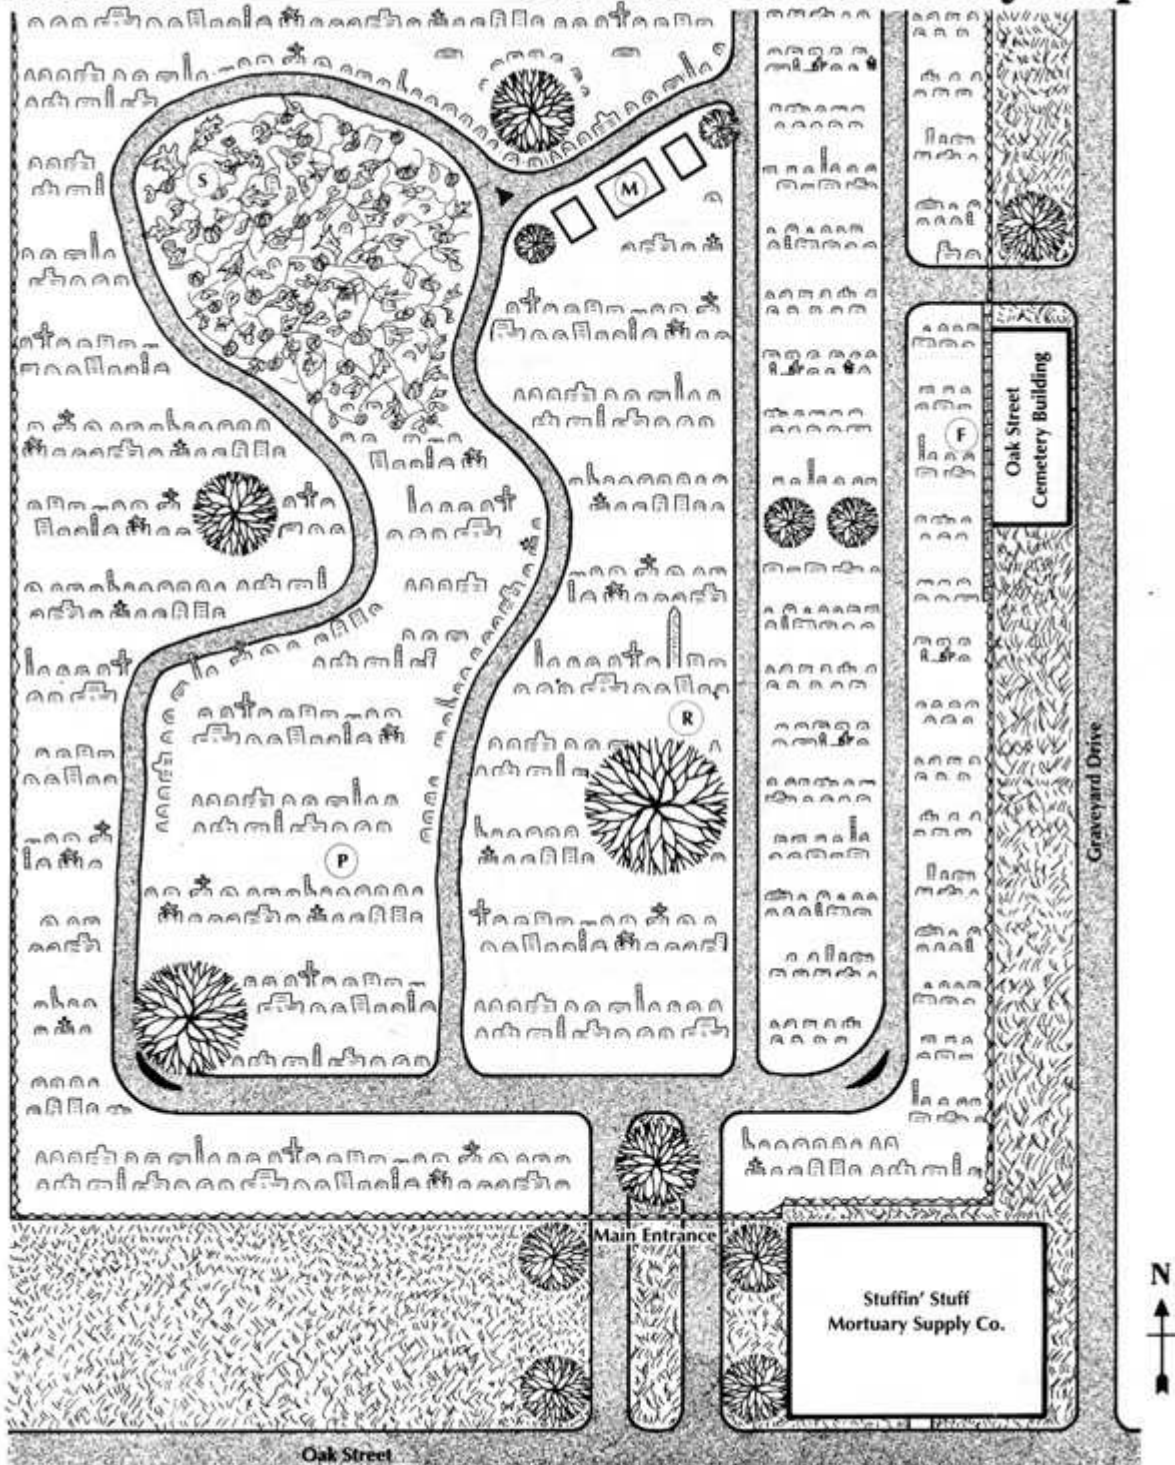 S
M
F
Oak Street
Cemetery Building
R
Graveyard Drive
P
Main Entrance
Stuffin' Stuff
Mortuary Supply Co.
N
Oak Street